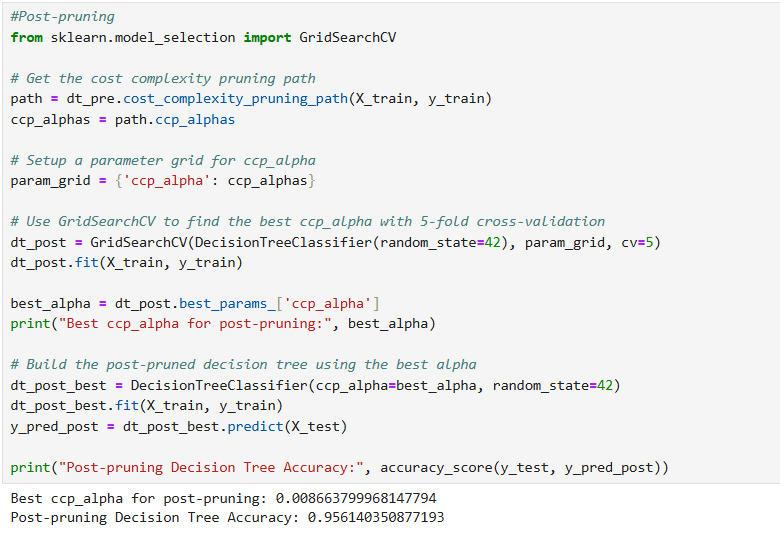 #Post-pruning
from sklearn.model_selection import GridSearchCV
# Get the cost complexity pruning path
path = dt_pre.cost_complexity_pruning_path(X_train, y_train)
ccp_alphas = path.ccp_alphas
# Setup a parameter grid for ccp_alpha
param_grid = {'ccp_alpha': ccp_alphas}
# Use GridSearchCV to find the best ccp_alpha with 5-fold cross-validation
dt_post = GridSearchCV(DecisionTreeClassifier(random_state=42), param_grid, cv=5)
dt_post.fit(X_train, y_train)
best_alpha = dt_post.best_params_['ccp_alpha']
print("Best ccp_alpha for post-pruning:", best_alpha)
# Build the post-pruned decision tree using the best alpha
dt_post_best = DecisionTreeClassifier(ccp_alpha=best_alpha, random_state=42)
dt_post_best.fit(X_train, y_train)
y_pred_post = dt_post_best.predict(X_test)
print("Post-pruning Decision Tree Accuracy:", accuracy_score(y_test, y_pred_post))
Best ccp_alpha for post-pruning: 0.008663799968147794
Post-pruning Decision Tree Accuracy: 0.956140350877193